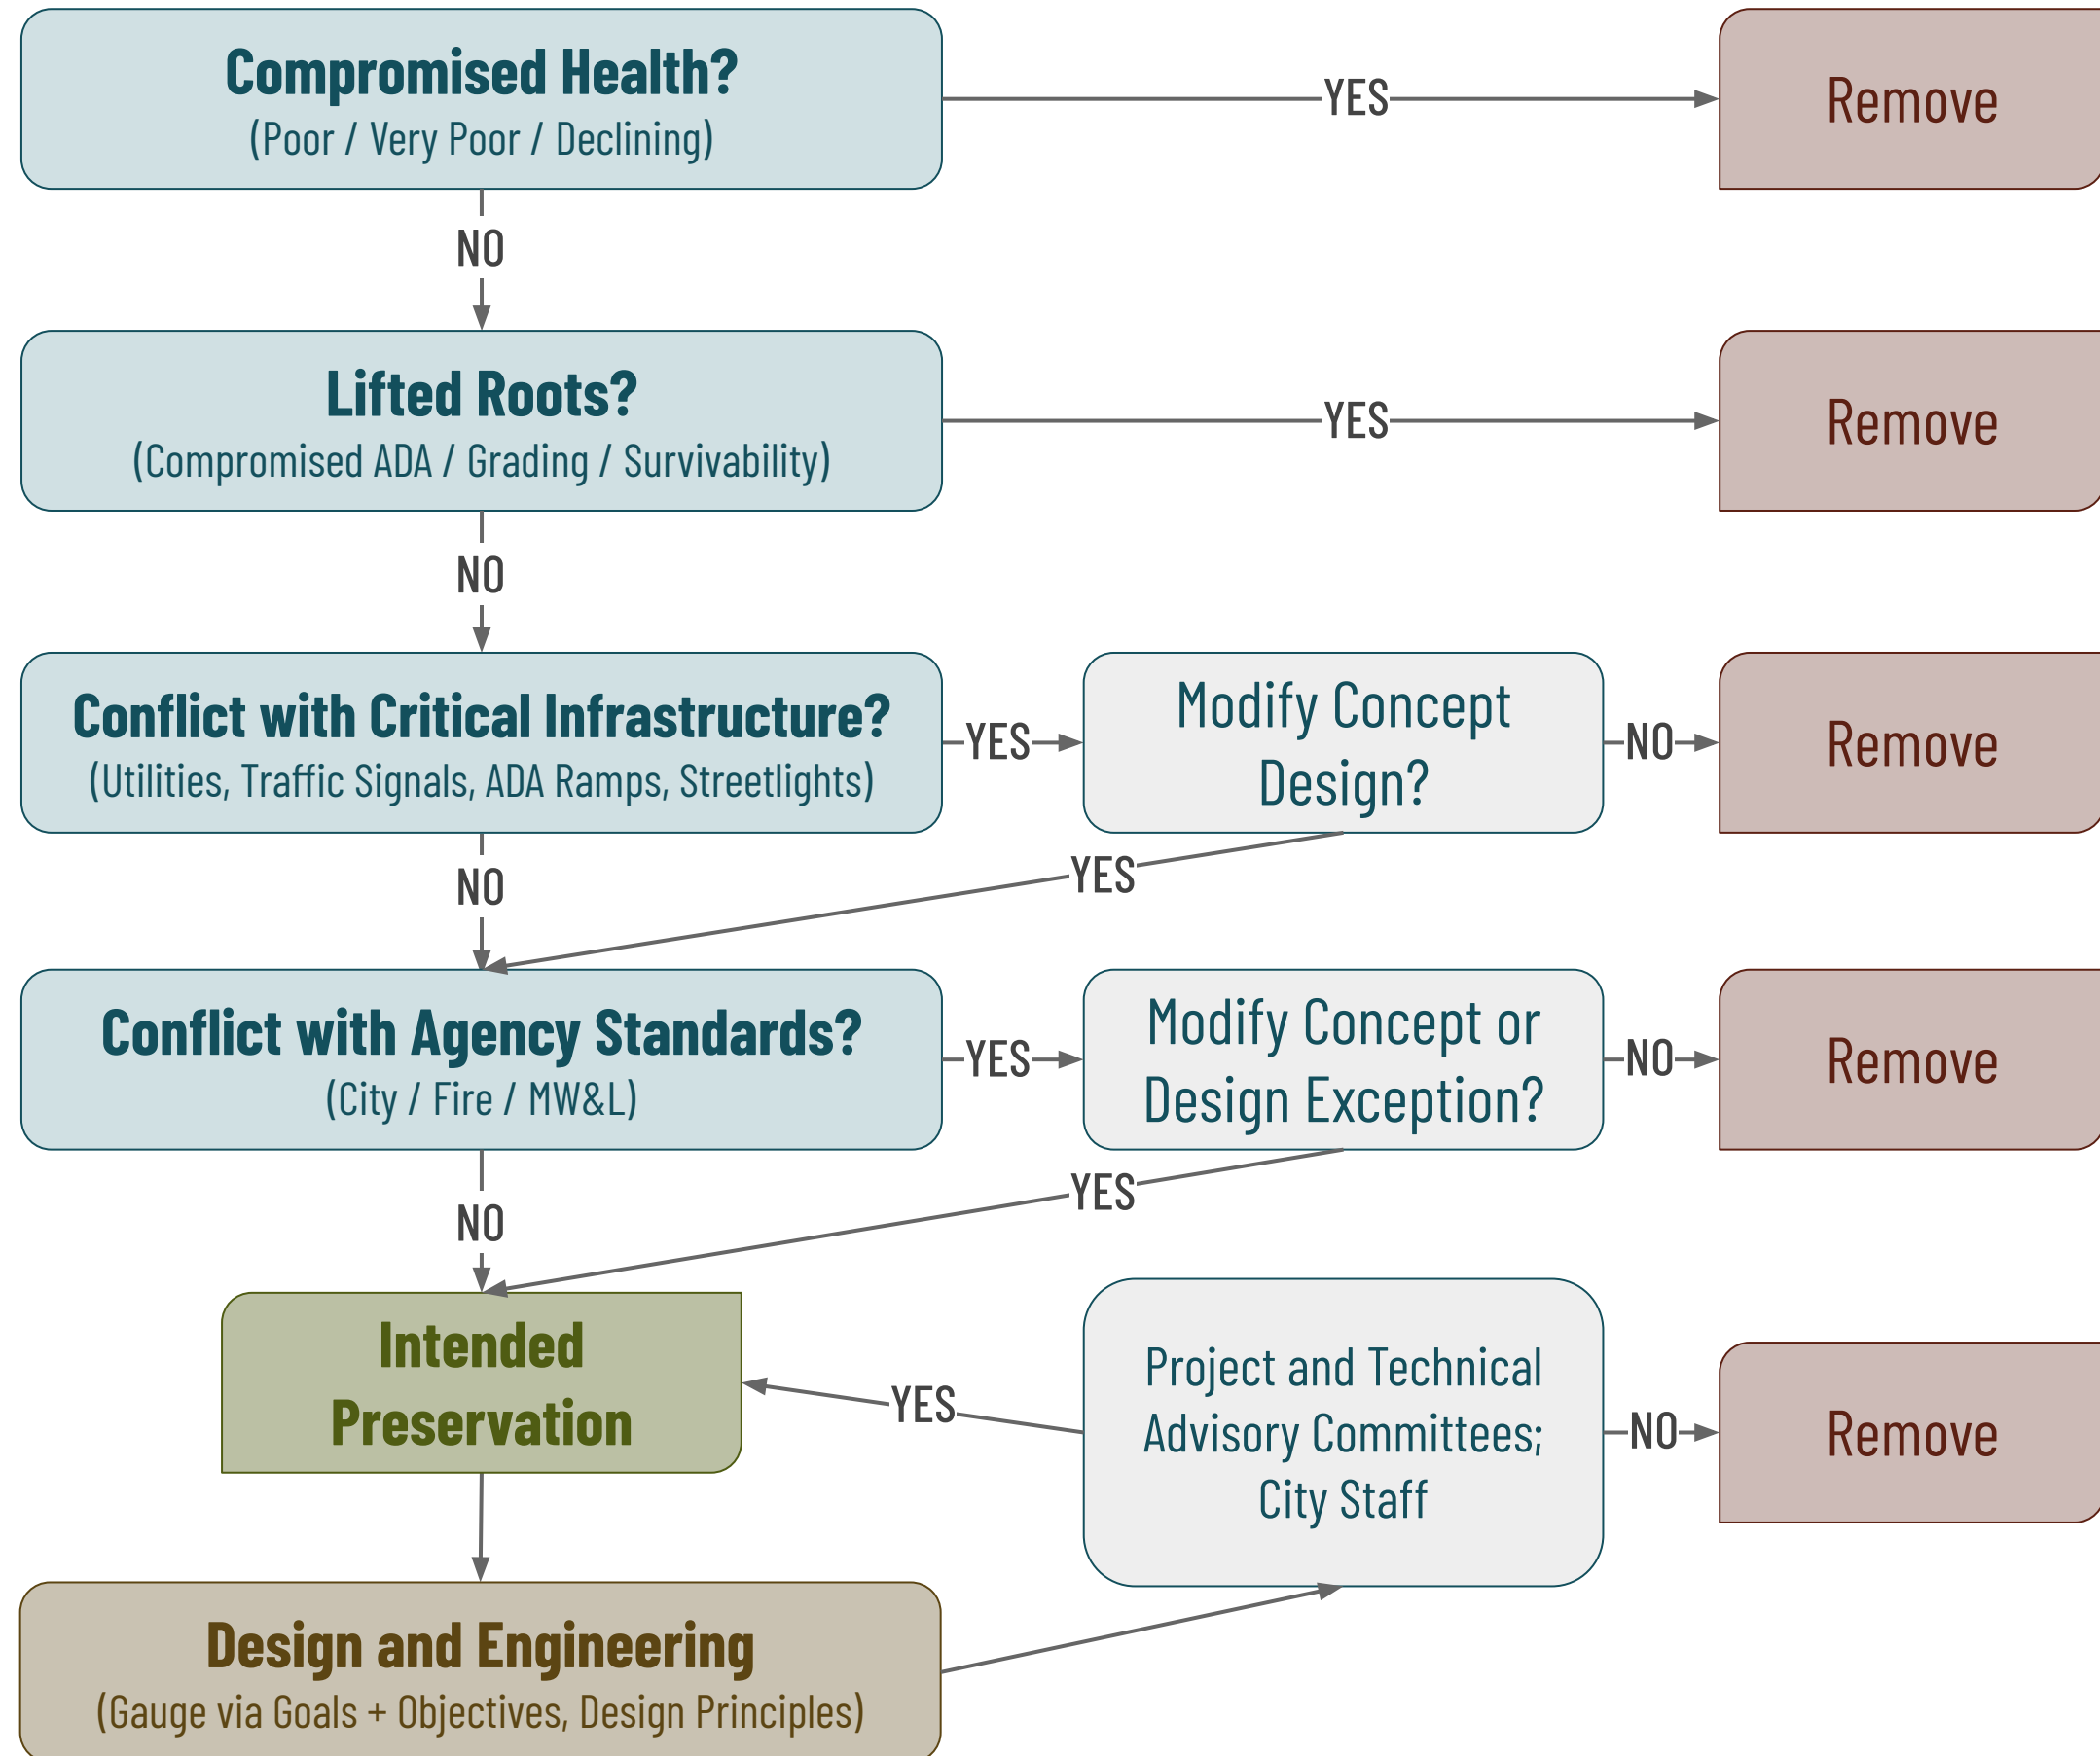 Compromised Health?
(Poor / Very Poor / Declining)
YES
Remove
NO
Lifted Roots?
(Compromised ADA / Grading / Survivability)
YES
Remove
NO
Conflict with Critical Infrastructure?
(Utilities, Traffic Signals, ADA Ramps, Streetlights)
YES
Modify Concept
Design?
NO
Remove
YES
NO
Conflict with Agency Standards?
(City / Fire / MW&L)
YES
Modify Concept or
Design Exception?
NO
Remove
YES
NO
Intended
Preservation
YES
Project and Technical
Advisory Committees;
City Staff
NO
Remove
Design and Engineering
(Gauge via Goals + Objectives, Design Principles)